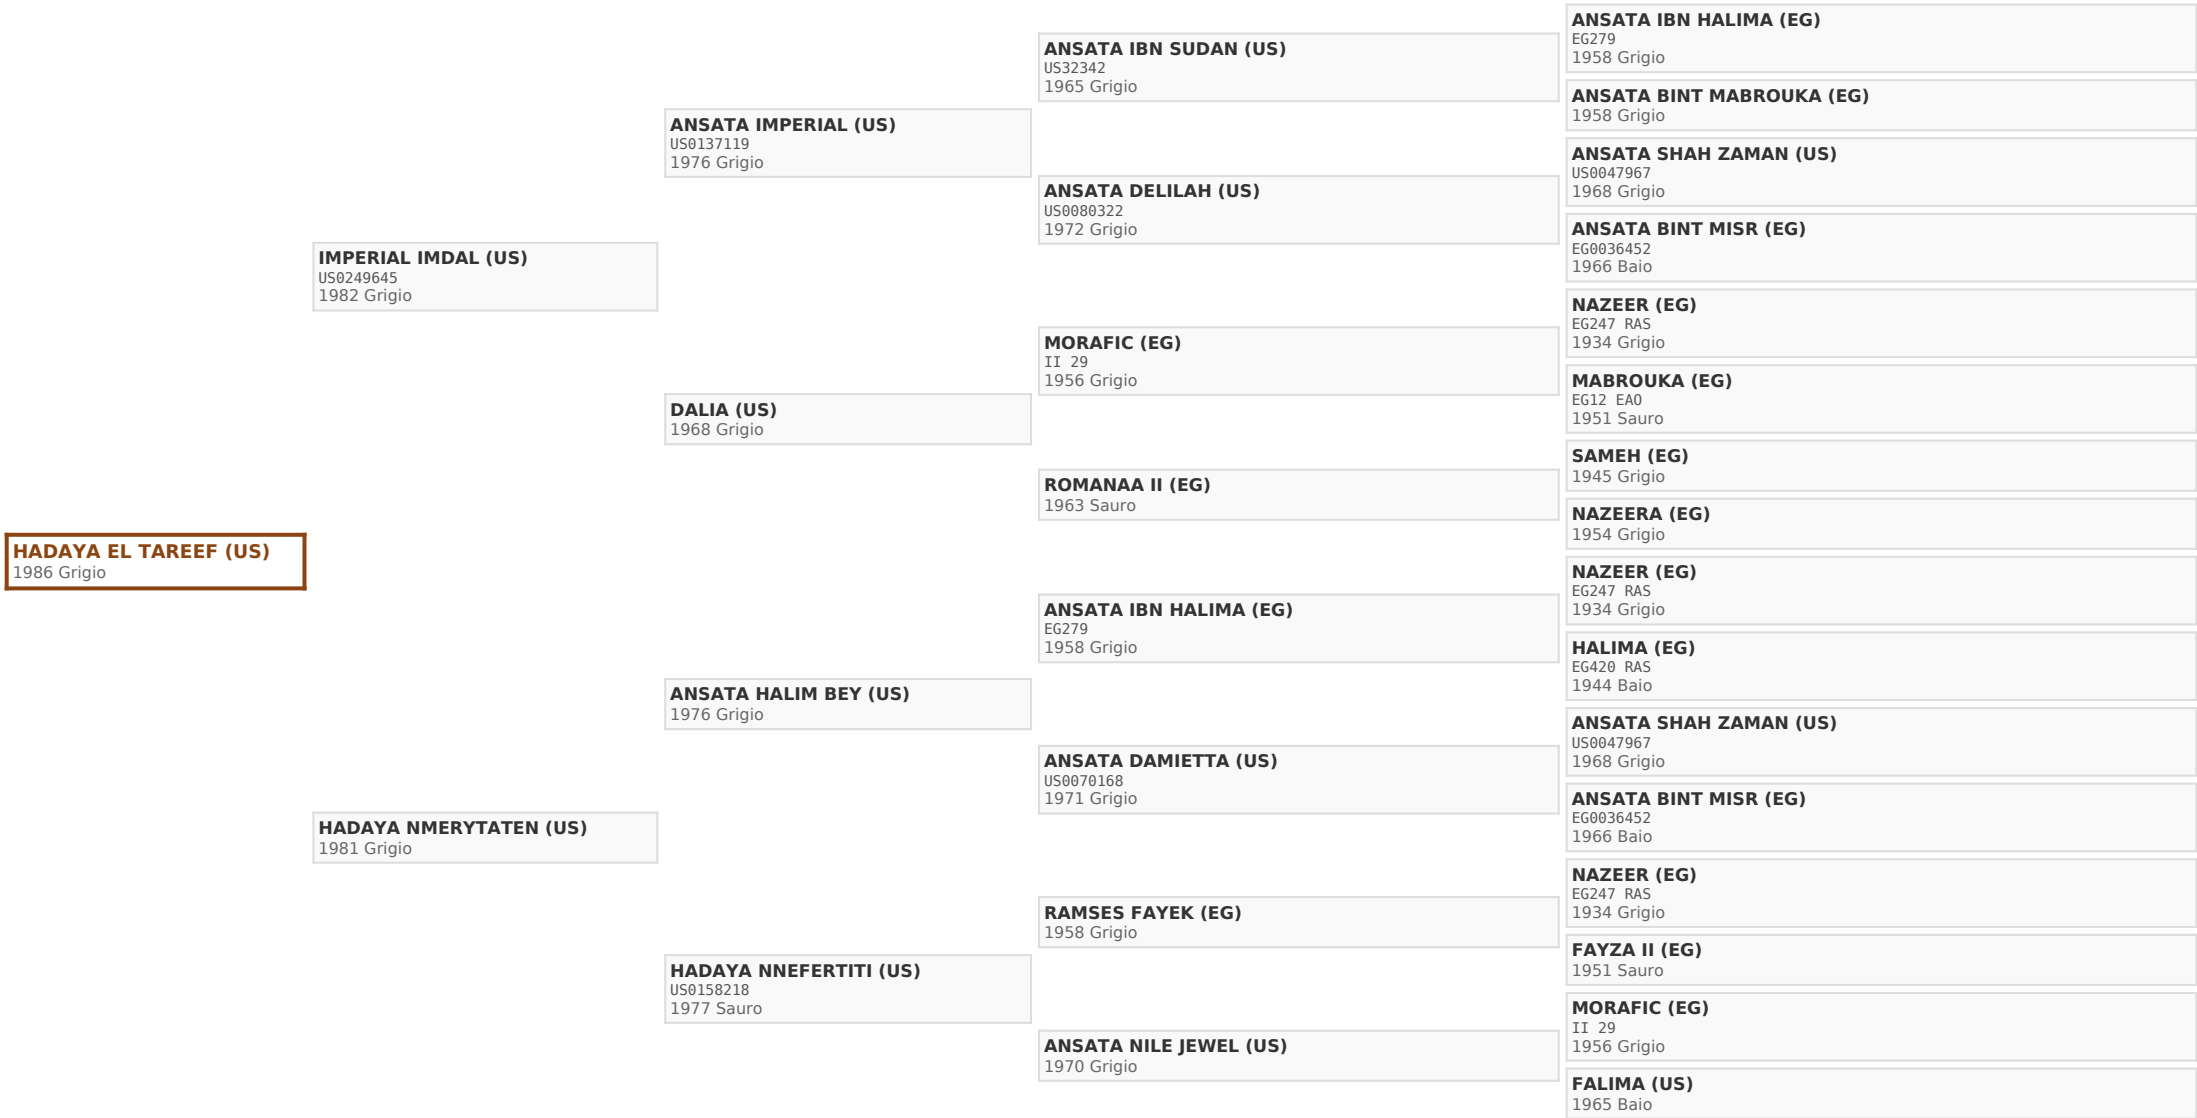 HADAYA EL TAREEF (US)
1986 Grigio
IMPERIAL IMDAL (US)
US0249645
1982 Grigio
HADAYA NMERYTATEN (US)
1981 Grigio
ANSATA IMPERIAL (US)
US0137119
1976 Grigio
DALIA (US)
1968 Grigio
ANSATA HALIM BEY (US)
1976 Grigio
HADAYA NNEFERTITI (US)
US0158218
1977 Sauro
ANSATA IBN SUDAN (US)
US32342
1965 Grigio
ANSATA DELILAH (US)
US0080322
1972 Grigio
MORAFIC (EG)
II 29
1956 Grigio
ROMANAA II (EG)
1963 Sauro
ANSATA IBN HALIMA (EG)
EG279
1958 Grigio
ANSATA DAMIETTA (US)
US0070168
1971 Grigio
RAMSES FAYEK (EG)
1958 Grigio
ANSATA NILE JEWEL (US)
1970 Grigio
ANSATA IBN HALIMA (EG)
EG279
1958 Grigio
ANSATA BINT MABROUKA (EG)
1958 Grigio
ANSATA SHAH ZAMAN (US)
US0047967
1968 Grigio
ANSATA BINT MISR (EG)
EG0036452
1966 Baio
NAZEER (EG)
EG247 RAS
1934 Grigio
MABROUKA (EG)
EG12 EAO
1951 Sauro
SAMEH (EG)
1945 Grigio
NAZEERA (EG)
1954 Grigio
NAZEER (EG)
EG247 RAS
1934 Grigio
HALIMA (EG)
EG420 RAS
1944 Baio
ANSATA SHAH ZAMAN (US)
US0047967
1968 Grigio
ANSATA BINT MISR (EG)
EG0036452
1966 Baio
NAZEER (EG)
EG247 RAS
1934 Grigio
FAYZA II (EG)
1951 Sauro
MORAFIC (EG)
II 29
1956 Grigio
FALIMA (US)
1965 Baio